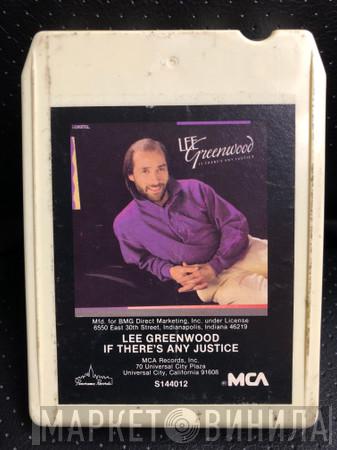 LEE
Greenwood
IF THERE'S ANY JUSTICE
Mfd. for BMG Direct Marketing, Inc. under License
6550 East 30th Street, Indianapolis, Indiana 46219
LEE GREENWOOD
IF THERE'S ANY JUSTICE
MCA Records, Inc.
70 Universal City Plaza
Universal City, California 91608
S144012
Panorama Records
MCA
МАРКЕТ ВИНИЛА